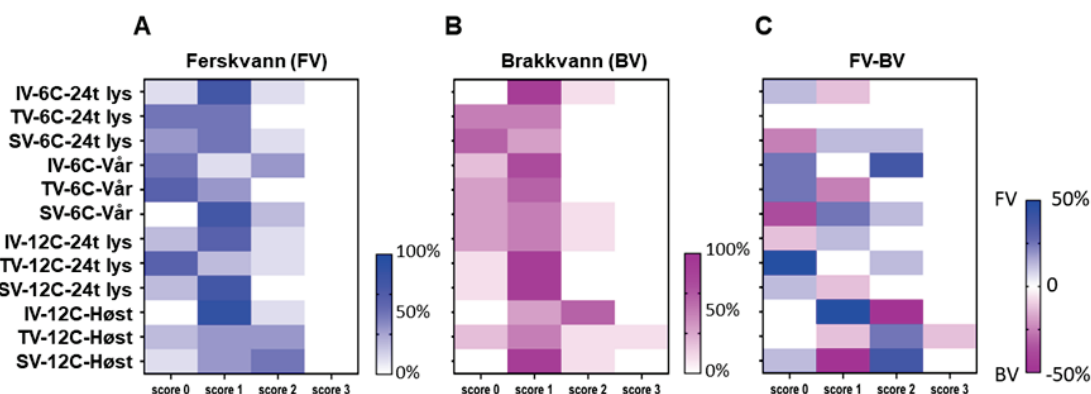 A
B
C
Ferskvann (FV)
Brakkvann (BV)
FV-BV
IV-6C-24t lys
TV-6C-24t lys
SV-6C-24t lys
IV-6C-Vår
TV-6C-Vår
SV-6C-Vår
IV-12C-24t lys
TV-12C-24t lys
SV-12C-24t lys
IV-12C-Høst
TV-12C-Høst
SV-12C-Høst
100%
50%
0%
100%
50%
0%
FV 50%
0
BV -50%
score 0 score 1 score 2 score 3
score 0 score 1 score 2 score 3
score 0 score 1 score 2 score 3